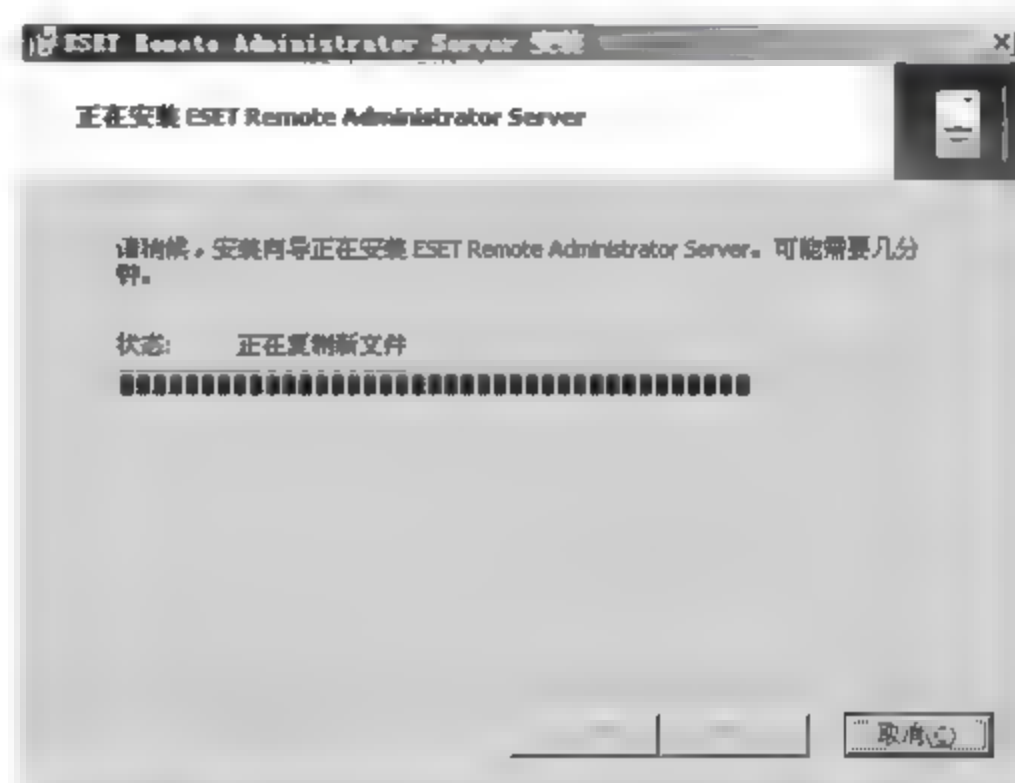 ESET Remote Administrator Server 安装
正在安装 ESET Remote Administrator Server
请稍候，安装向导正在安装 ESET Remote Administrator Server。可能需要几分
钟。
状态: 正在复制新文件
取消(C)